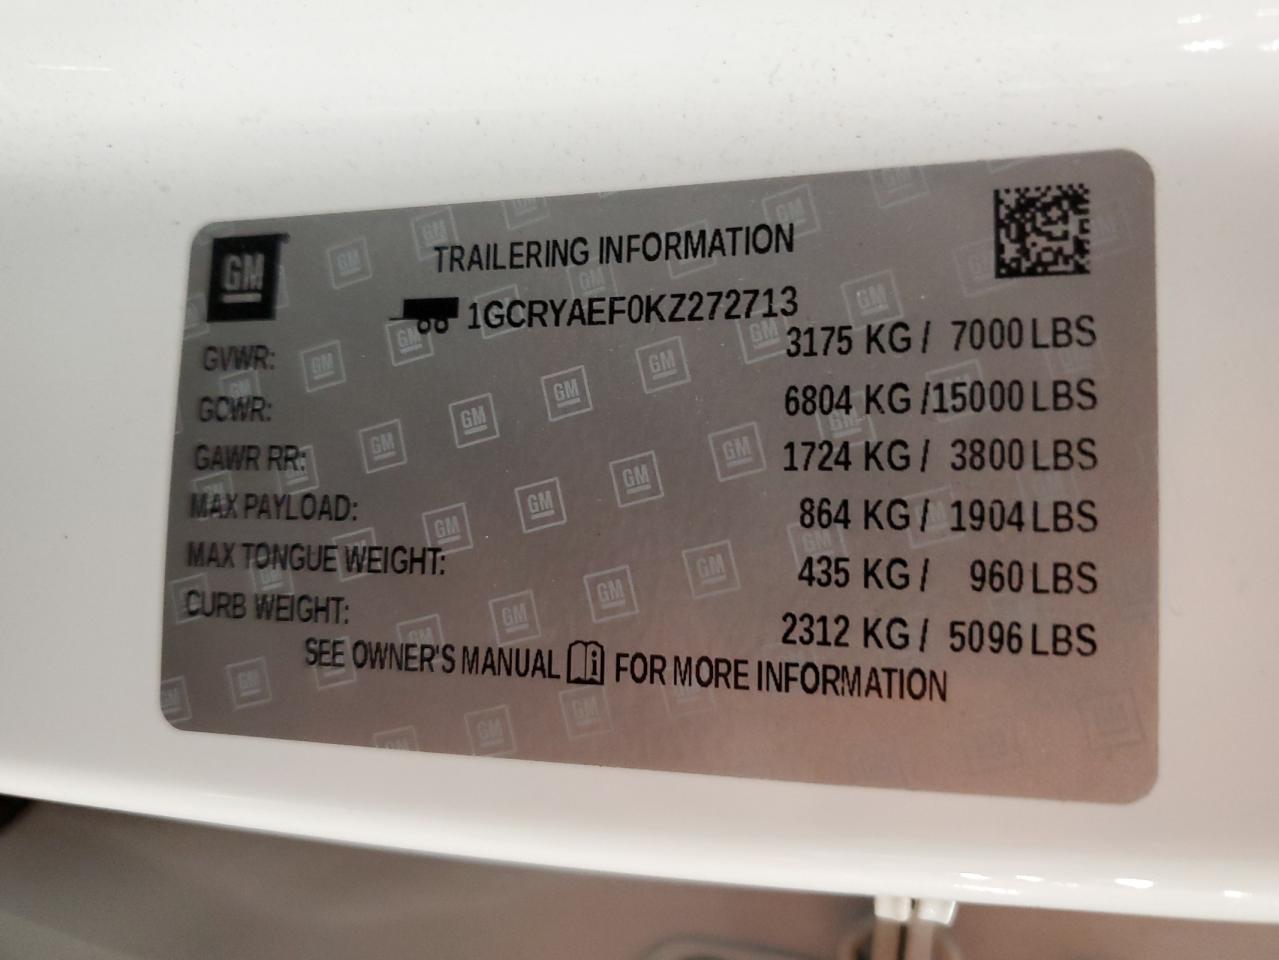 GM
TRAILERING INFORMATION
1GCRYAEF0KZ272713
GVWR: 3175 KG / 7000 LBS
GCWR: 6804 KG /15000 LBS
GAWR RR: 1724 KG / 3800 LBS
MAX PAYLOAD: 864 KG / 1904 LBS
MAX TONGUE WEIGHT: 435 KG / 960 LBS
CURB WEIGHT: 2312 KG / 5096 LBS
SEE OWNER'S MANUAL FOR MORE INFORMATION